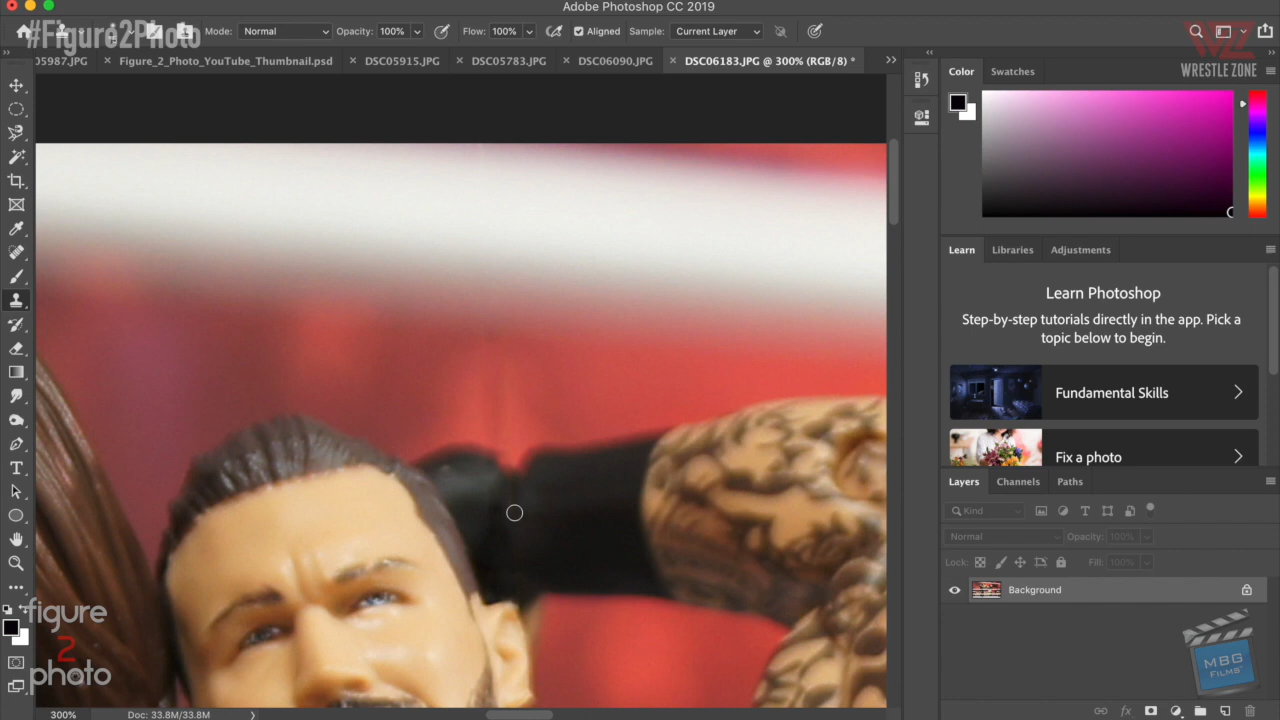 Adobe Photoshop CC 2019
#Figure2Photo
Mode: Normal Opacity: 100% Flow: 100% Aligned Sample: Current Layer
WZ
WRESTLE ZONE
05987.JPG Figure_2_Photo_YouTube_Thumbnail.psd DSC05915.JPG DSC05783.JPG DSC06090.JPG DSC06183.JPG @ 300% (RGB/8) *
Color Swatches
Learn Libraries Adjustments
Learn Photoshop
Step-by-step tutorials directly in the app. Pick a
topic below to begin.
Fundamental Skills
Fix a photo
Layers Channels Paths
Kind
Normal Opacity: 100%
Lock: Fill: 100%
Background
figure
2
photo
MBG
FILMS
300% Doc: 33.8M/33.8M